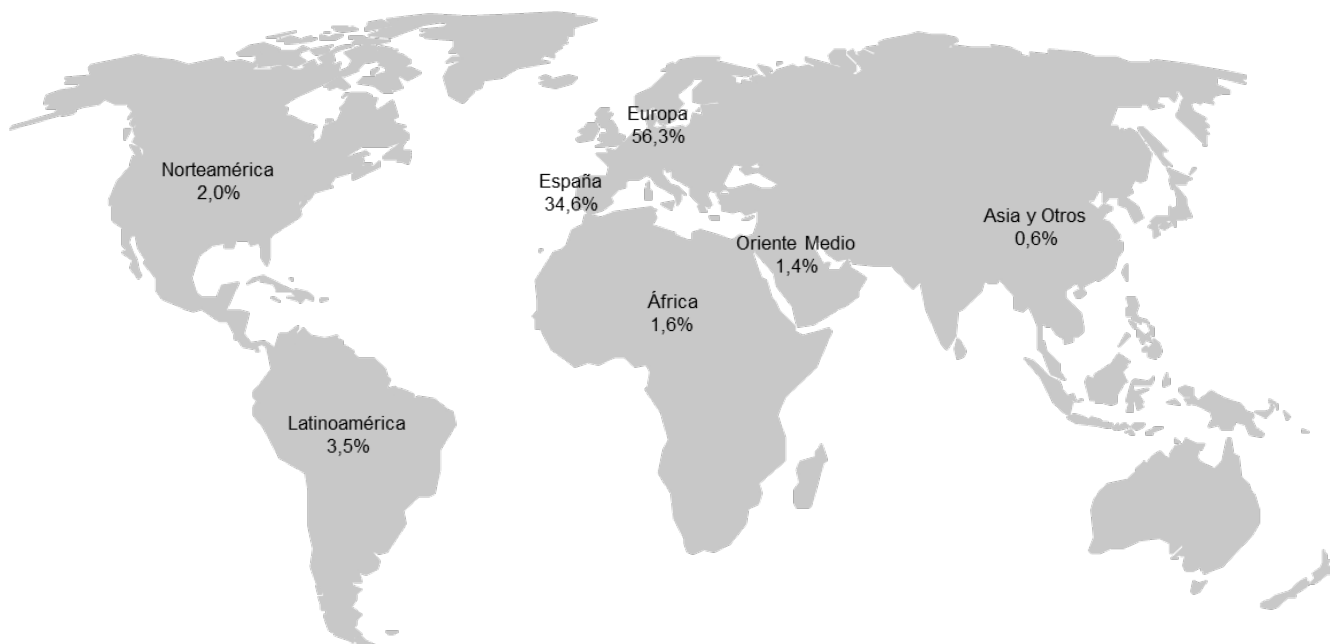 Europa
56,3%
Norteamérica
2,0%
España
34,6%
Asia y Otros
0,6%
Oriente Medio
1,4%
África
1,6%
Latinoamérica
3,5%